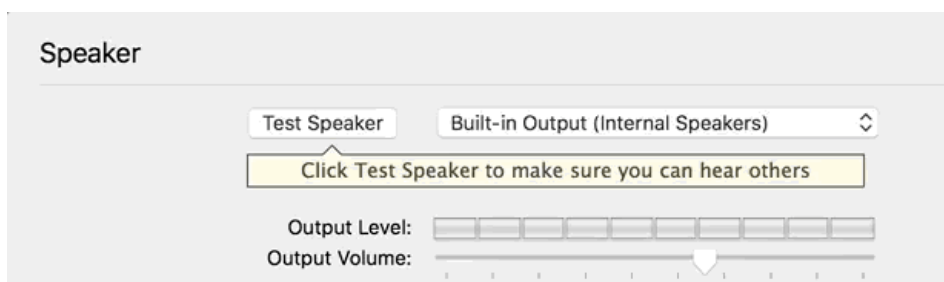 Speaker
Test Speaker Built-in Output (Internal Speakers)
Click Test Speaker to make sure you can hear others
Output Level:
Output Volume: